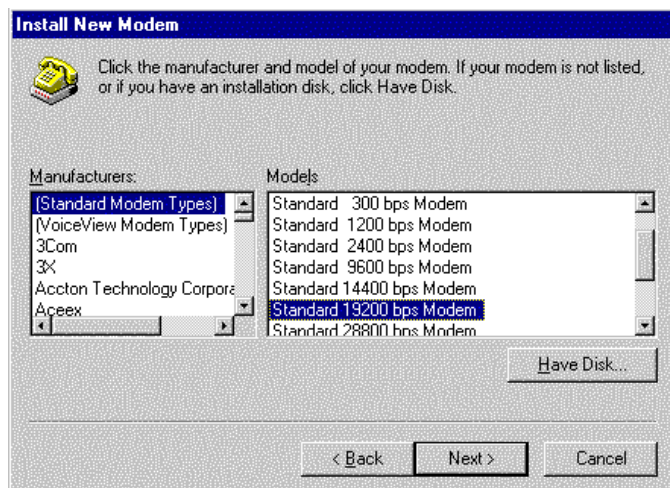 Install New Modem
Click the manufacturer and model of your modem. If your modem is not listed,
or if you have an installation disk, click Have Disk.
Manufacturers:
(Standard Modem Types)
(VoiceView Modem Types)
3Com
3X
Accton Technology Corpora
Aceex
Models
Standard 300 bps Modem
Standard 1200 bps Modem
Standard 2400 bps Modem
Standard 9600 bps Modem
Standard 14400 bps Modem
Standard 19200 bps Modem
Standard 28800 bps Modem
Have Disk...
< Back
Next >
Cancel